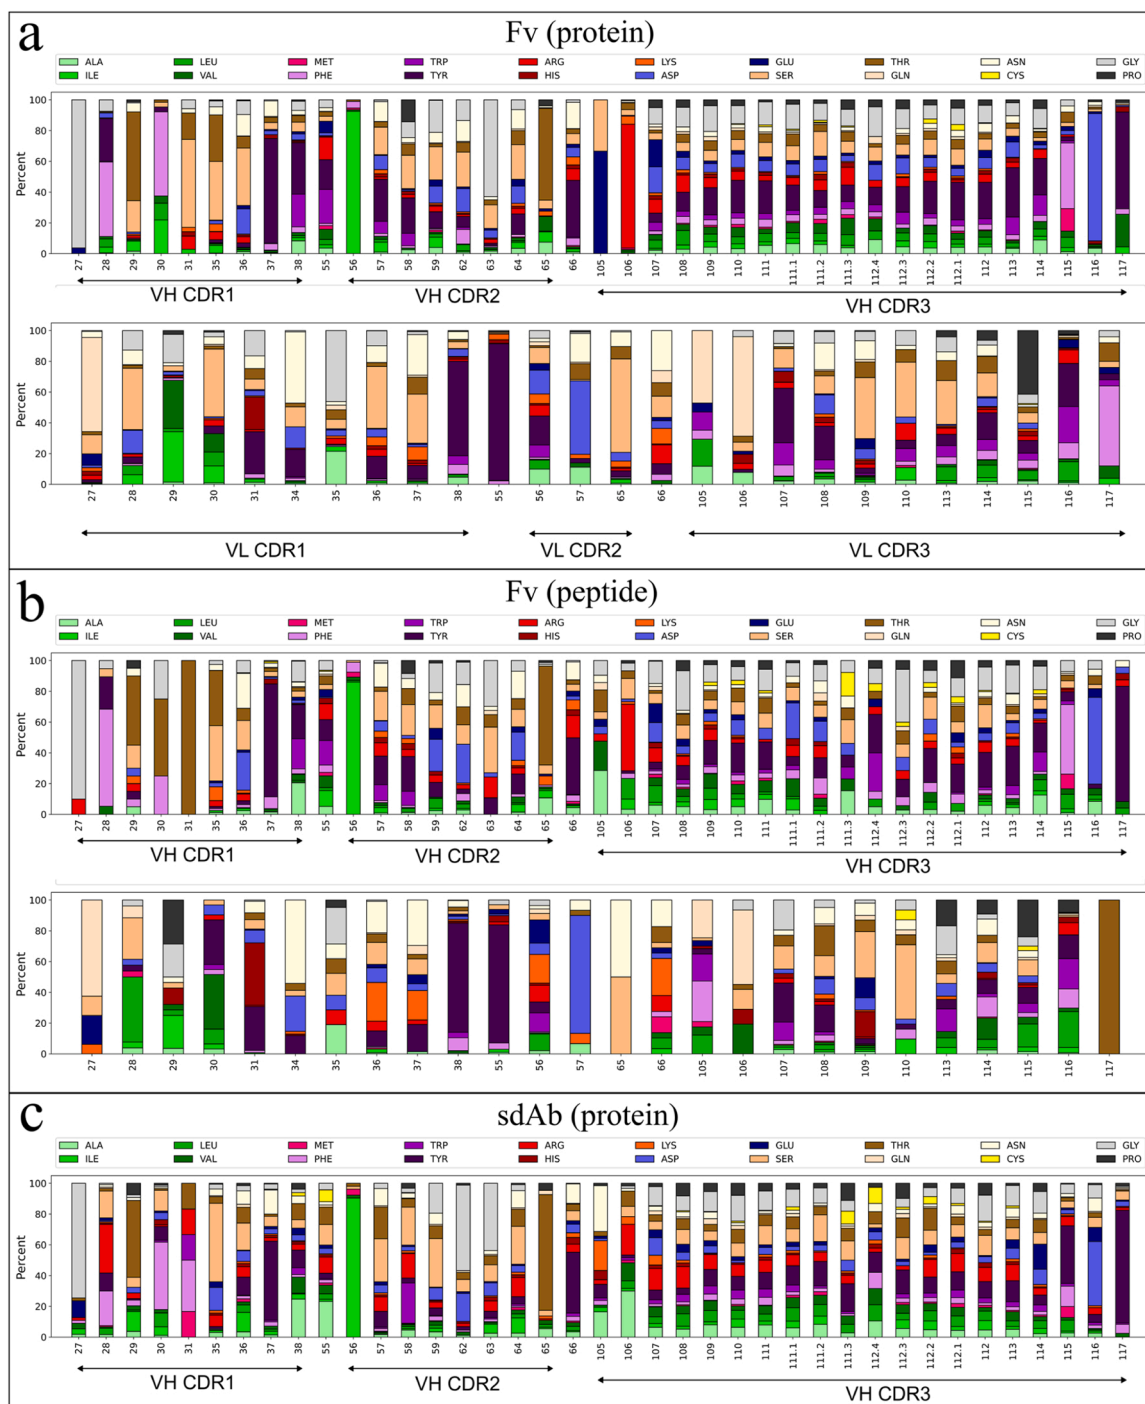 a
Fv (protein)
ALA LEU MET TRP ARG LYS GLU THR ASN GLY
ILE VAL PHE TYR HIS ASP SER GLN CYS PRO
100
80
60
40
20
0
Percent
27 28 29 30 31 35 36 37 38 55 56 57 58 59 62 63 64 65 66 105 106 107 108 109 110 111 111.1 111.2 111.3 112.4 112.3 112.2 112.1 112 113 114 115 116 117
VH CDR1 VH CDR2 VH CDR3
100
80
60
40
20
0
Percent
27 28 29 30 31 34 35 36 37 38 55 56 57 65 66 105 106 107 108 109 110 113 114 115 116 117
VL CDR1 VL CDR2 VL CDR3
b
Fv (peptide)
ALA LEU MET TRP ARG LYS GLU THR ASN GLY
ILE VAL PHE TYR HIS ASP SER GLN CYS PRO
100
80
60
40
20
0
Percent
27 28 29 30 31 35 36 37 38 55 56 57 58 59 62 63 64 65 66 105 106 107 108 109 110 111 111.1 111.2 111.3 112.4 112.3 112.2 112.1 112 113 114 115 116 117
VH CDR1 VH CDR2 VH CDR3
100
80
60
40
20
0
Percent
27 28 29 30 31 34 35 36 37 38 55 56 57 65 66 105 106 107 108 109 110 113 114 115 116 117
c
sdAb (protein)
ALA LEU MET TRP ARG LYS GLU THR ASN GLY
ILE VAL PHE TYR HIS ASP SER GLN CYS PRO
100
80
60
40
20
0
Percent
27 28 29 30 31 35 36 37 38 55 56 57 58 59 62 63 64 65 66 105 106 107 108 109 110 111 111.1 111.2 111.3 112.4 112.3 112.2 112.1 112 113 114 115 116 117
VH CDR1 VH CDR2 VH CDR3